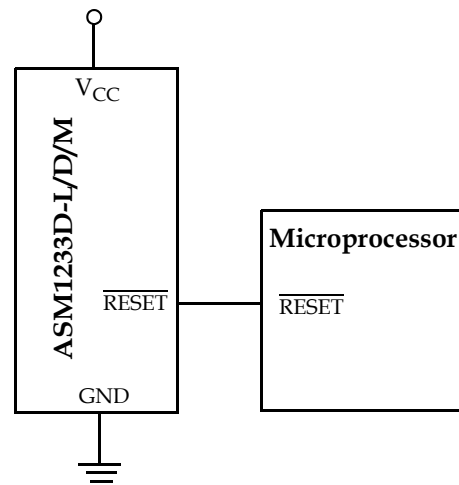 VCC
ASM1233D-L/D/M
RESET
GND
Microprocessor
RESET